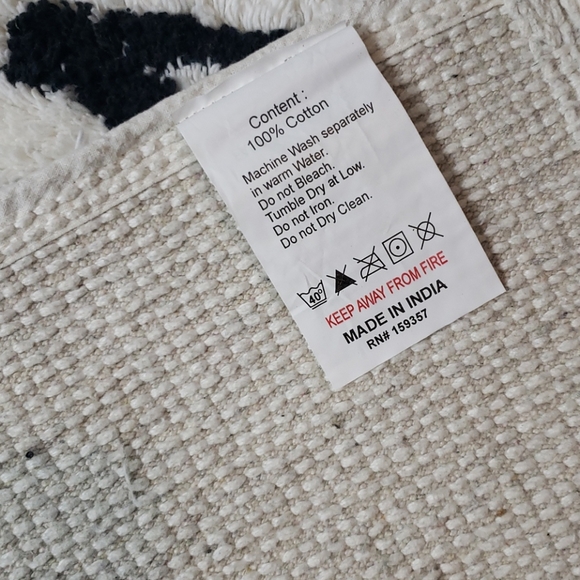 Content :
100% Cotton
Machine Wash separately
in warm Water.
Do not Bleach.
Tumble Dry at Low.
Do not Iron.
Do not Dry Clean.
40°
KEEP AWAY FROM FIRE
MADE IN INDIA
RN# 159357